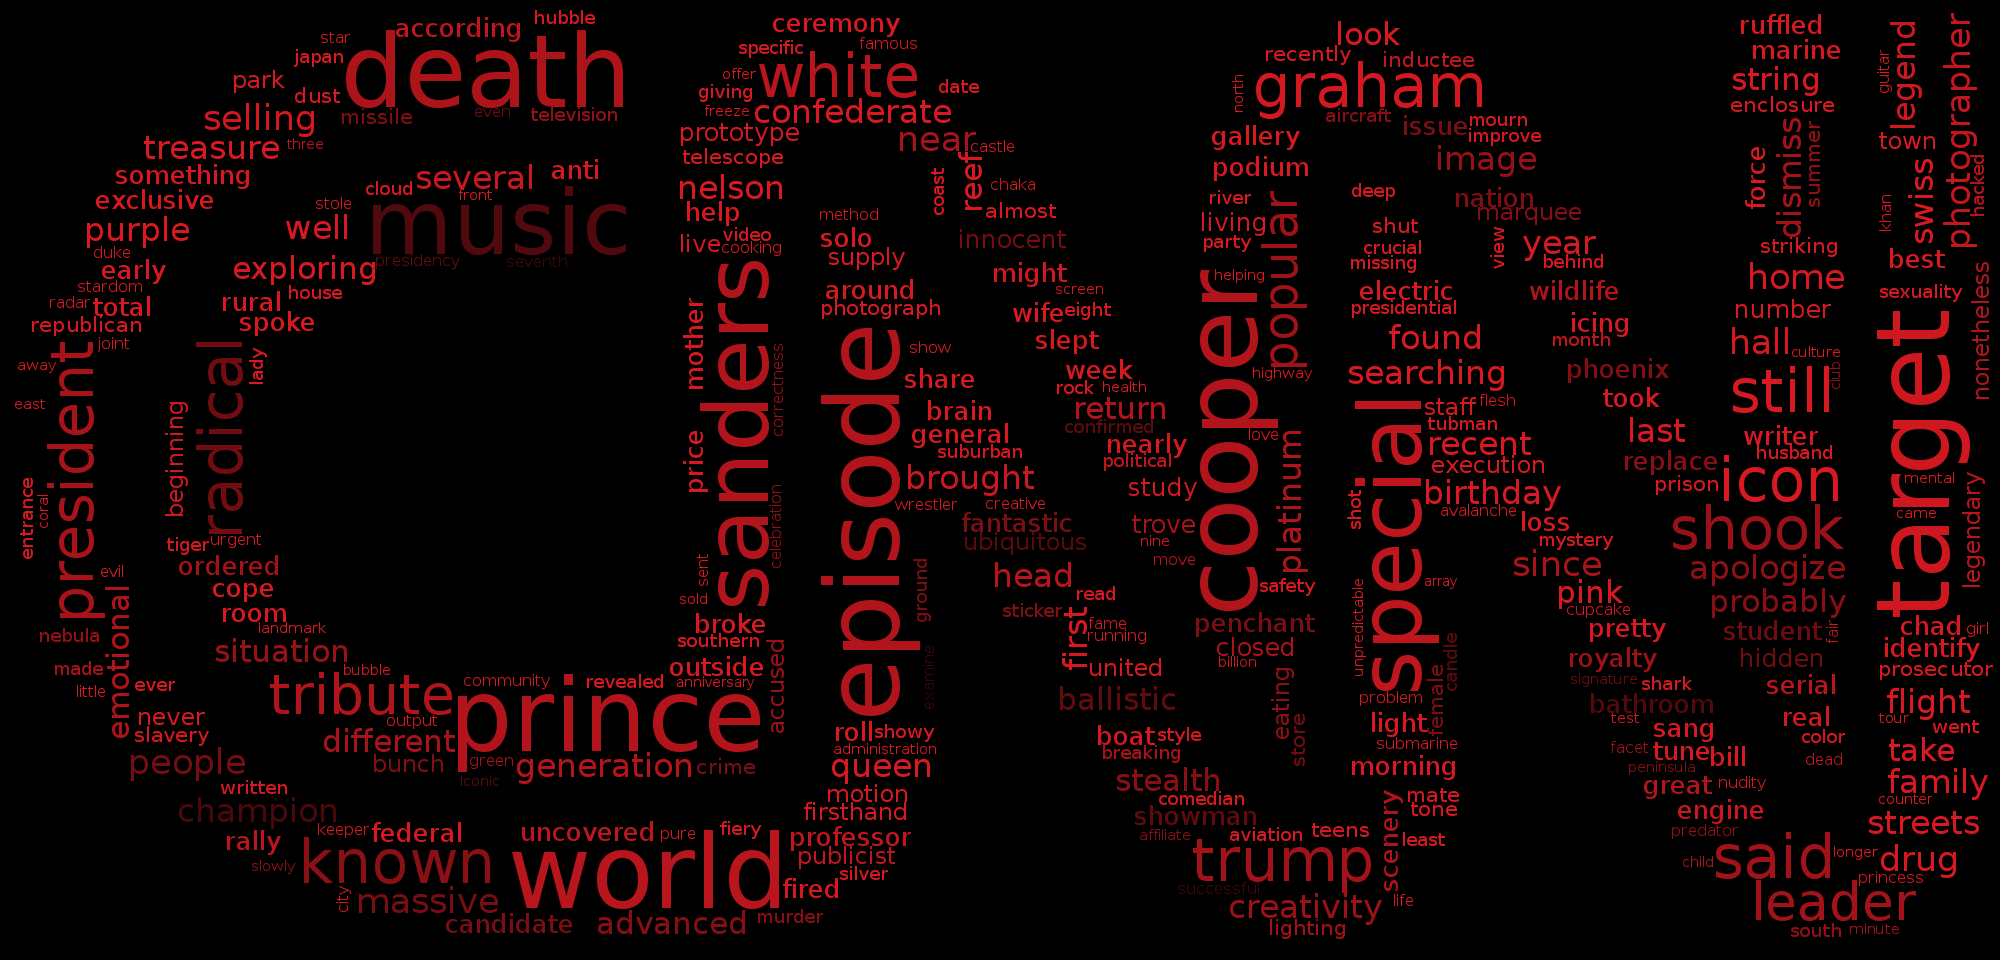 hubble
according
star
death
japan
park
dust
missile
even
television
selling
treasure
three
something
exclusive
purple
duke
early
stardom
radar
total
republican
joint
away
president
east
entrance
coral
evil
nebula
emotional
made
little
ever
never
slavery
people
written
champion
rally
slowly
keeper
federal
known
city
massive
candidate
uncovered
pure
fiery
world
advanced
murder
fired
silver
publicist
professor
firsthand
motion
queen
administration
roll
showy
several
anti
cloud
front
stole
music
well
presidency
seventh
exploring
house
rural
spoke
radical
lady
beginning
tiger
urgent
ordered
cope
room
landmark
situation
bubble
tribute
community
revealed
anniversary
output
prince
different
bunch
green
iconic
generation
crime
ceremony
specific
famous
offer
white
giving
date
freeze
confederate
prototype
near
castle
telescope
reef
coast
chaka
nelson
help
method
almost
video
solo
live
cooking
innocent
supply
mother
sanders
might
screen
around
photograph
wife
eight
correctness
episode
show
slept
share
week
rock
health
brain
return
confirmed
price
general
nearly
suburban
political
brought
study
celebration
wrestler
creative
fantastic
trove
ubiquitous
nine
move
sent
sold
ground
head
read
sticker
first
fame
running
broke
southern
outside
accused
examine
united
ballistic
boat
style
breaking
stealth
comedian
showman
affiliate
aviation
teens
trump
successful
creativity
lighting
life
scenery
least
tone
mate
morning
submarine
light
problem
look
recently
inductee
north
graham
aircraft
issue
mourn
improve
gallery
image
podium
river
deep
nation
marquee
living
popular
shut
party
crucial
view
year
missing
behind
helping
cooper
electric
wildlife
presidential
icing
month
found
highway
searching
phoenix
special
staff
flesh
took
tubman
love
platinum
recent
last
execution
replace
birthday
prison
shot
avalanche
loss
mystery
since
safety
unpredictable
array
pink
cupcake
penchant
pretty
closed
billion
candle
female
royalty
eating
signature
shark
store
bathroom
test
sang
facet
tune
bill
peninsula
great
nudity
engine
predator
child
said
longer
drug
princess
leader
south
minute
ruffled
marine
string
enclosure
dismiss
summer
force
striking
home
number
hall
culture
still
club
writer
husband
icon
shook
apologize
probably
student
fair
hidden
serial
real
color
dead
guitar
legend
photographer
town
swiss
hacked
khan
best
nonetheless
sexuality
target
mental
came
legendary
chad
girl
identify
prosecutor
flight
tour
went
take
family
counter
streets